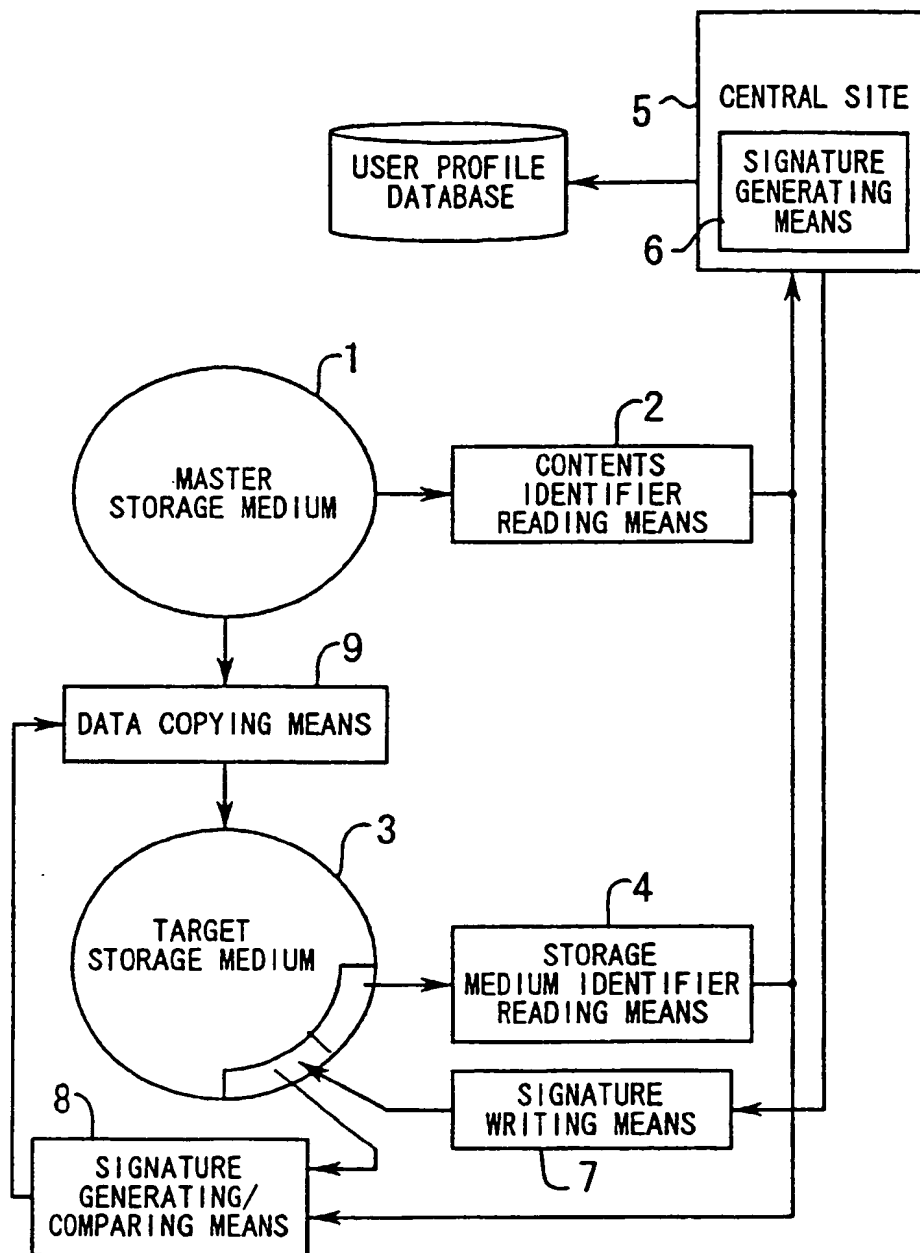 5
CENTRAL SITE
SIGNATURE
GENERATING
MEANS
6
USER PROFILE
DATABASE
1
MASTER
STORAGE MEDIUM
2
CONTENTS
IDENTIFIER
READING MEANS
9
DATA COPYING MEANS
3
TARGET
STORAGE MEDIUM
4
STORAGE
MEDIUM IDENTIFIER
READING MEANS
SIGNATURE
WRITING MEANS
7
8
SIGNATURE
GENERATING/
COMPARING MEANS